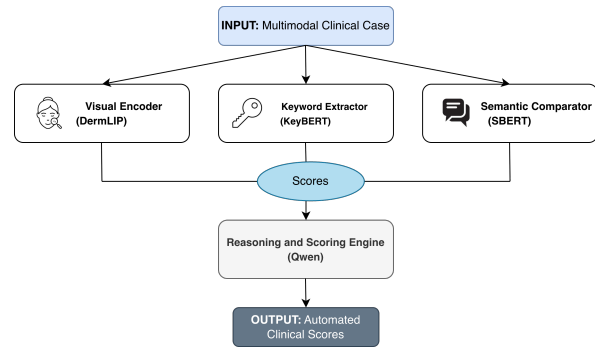 INPUT: Multimodal Clinical Case
Visual Encoder
(DermLIP)
Keyword Extractor
(KeyBERT)
Semantic Comparator
(SBERT)
Scores
Reasoning and Scoring Engine
(Qwen)
OUTPUT: Automated
Clinical Scores